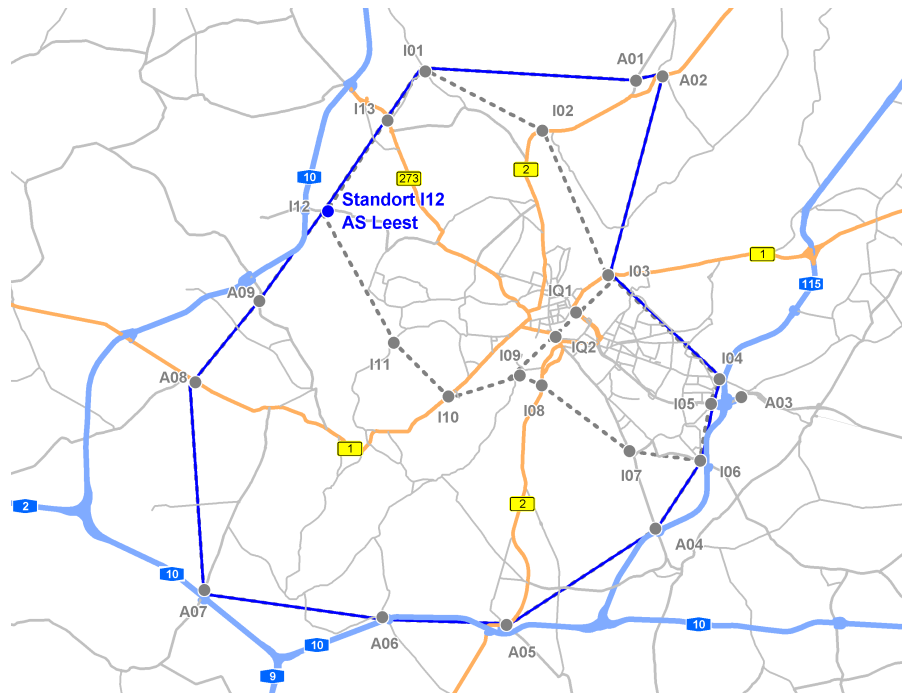 I01
A01
A02
I13
I02
2
273
10
Standort I12
I12
AS Leest
1
I03
115
A09
IQ1
IQ2
I11
I09
I04
A08
I10
I08
I05
A03
1
I07
I06
2
2
A04
10
A07
A06
10
A05
10
9